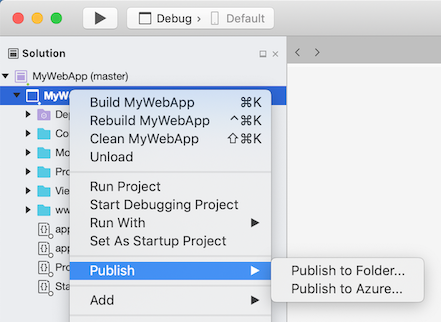 Debug > Default
Solution
MyWebApp (master)
MyW
Build MyWebApp ⌘K
De
Rebuild MyWebApp ^⌘K
Co
Clean MyWebApp ⇧⌘K
Mo
Unload
Pro
Run Project
Vie
Start Debugging Project
ww
Run With
app
Set As Startup Project
app
Pro
Publish
Publish to Folder...
Sta
Publish to Azure...
Add